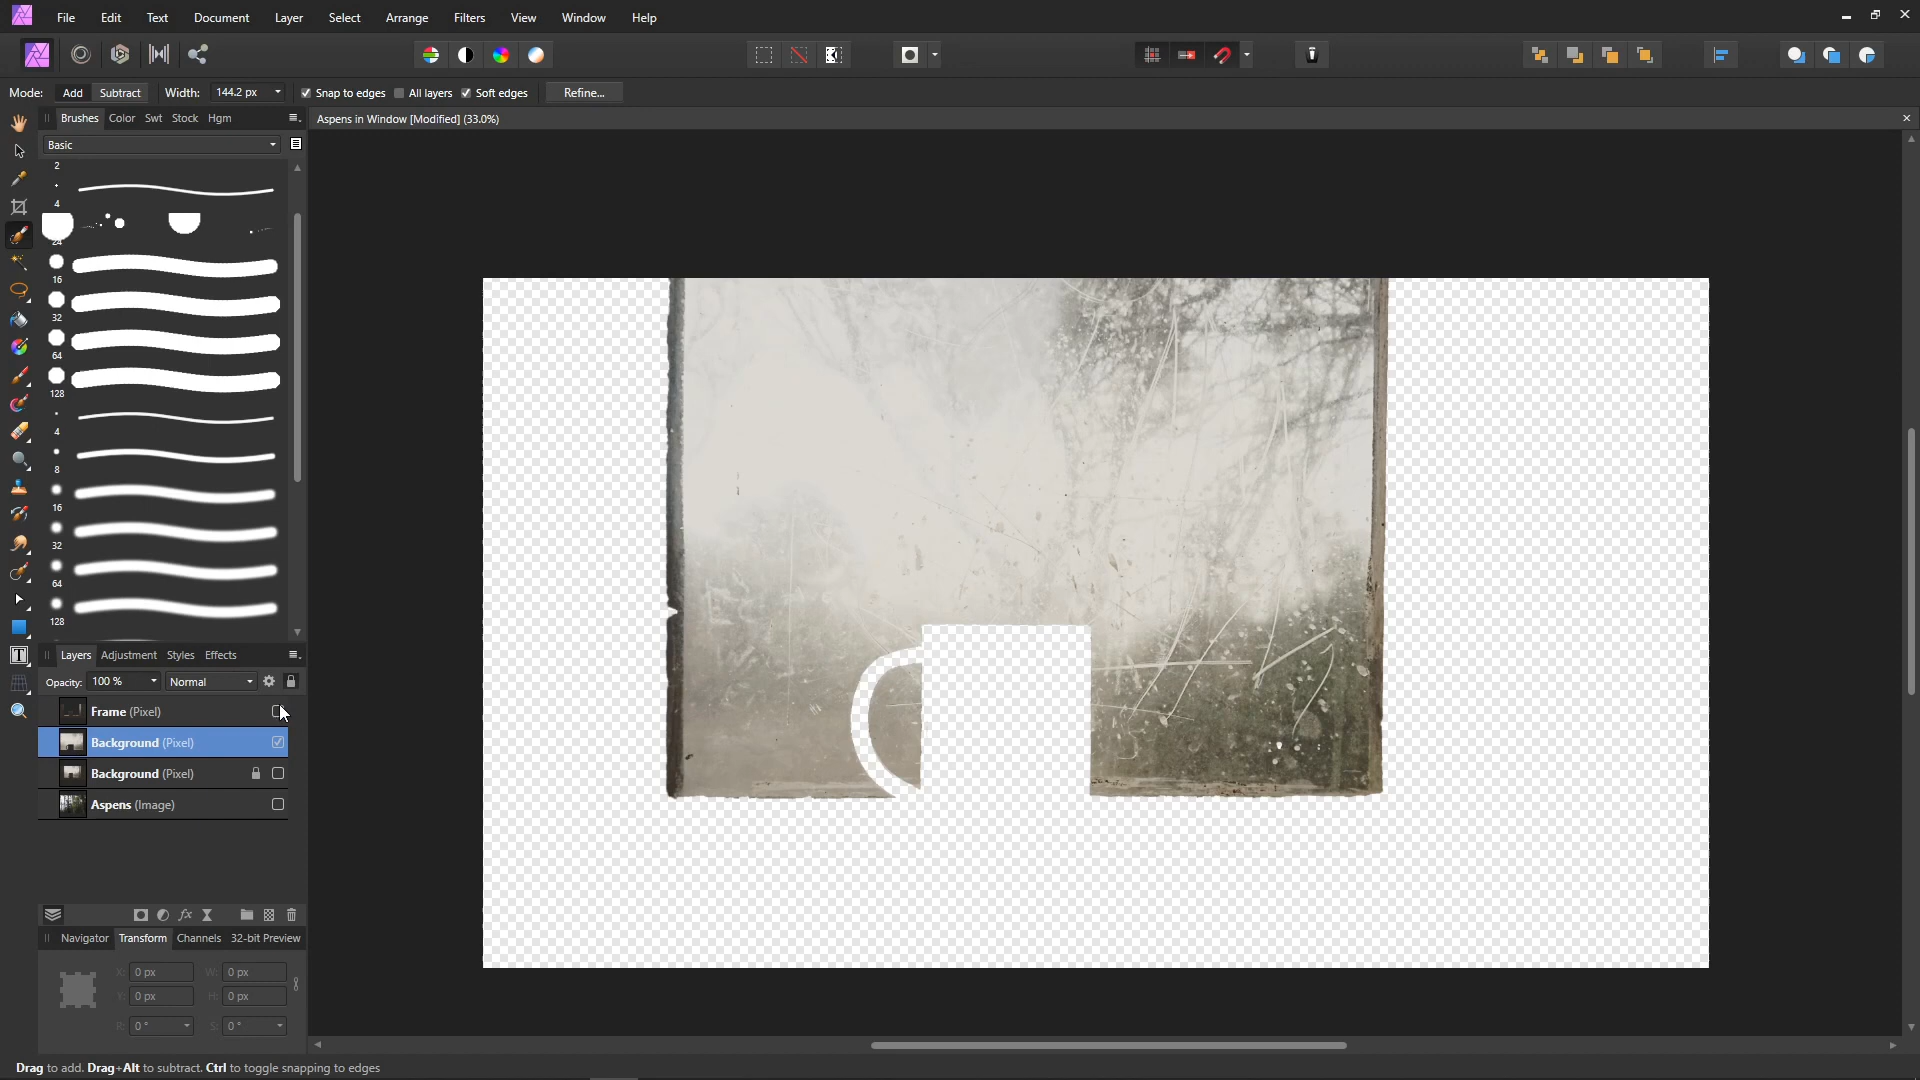 File Edit Text Document Layer Select Arrange Filters View Window Help
Mode: Add Subtract Width: 144.2 px Snap to edges All layers Soft edges Refine...
Brushes Color Swt Stock Hgm
Aspens in Window [Modified] (33.0%)
Basic
2
4
24
16
32
64
128
4
8
16
32
64
128
Layers Adjustment Styles Effects
Opacity: 100 % Normal
Frame (Pixel)
Background (Pixel)
Background (Pixel)
Aspens (Image)
Navigator Transform Channels 32-bit Preview
X: 0 px W: 0 px
Y: 0 px H: 0 px
R: 0 ° S: 0 °
Drag to add. Drag+Alt to subtract. Ctrl to toggle snapping to edges